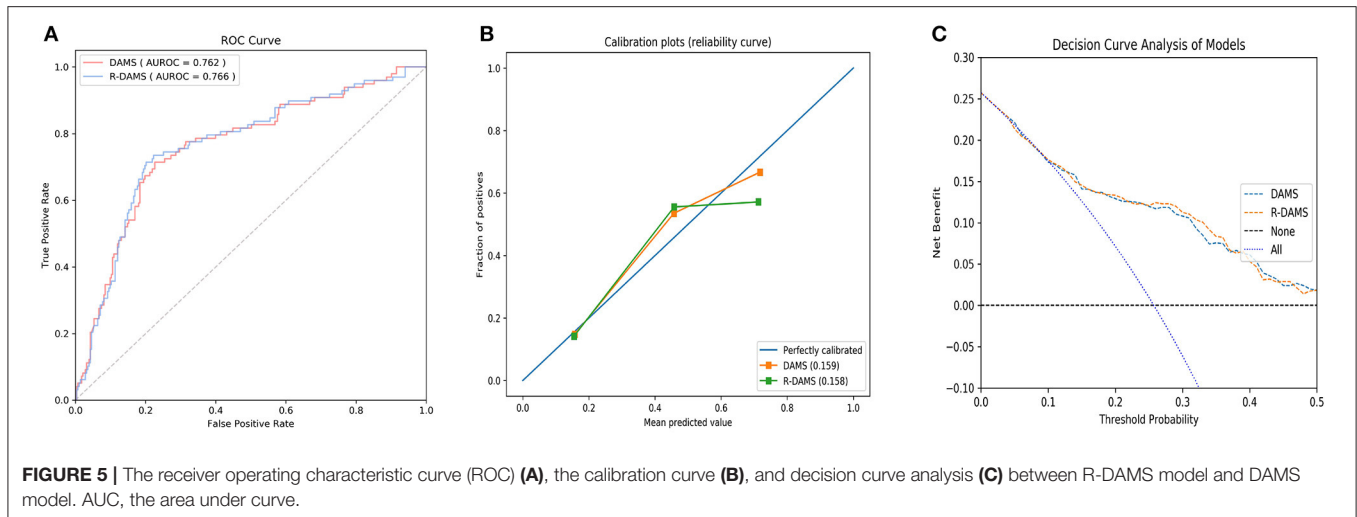 A
ROC Curve
DAMS ( AUROC = 0.762 )
R-DAMS ( AUROC = 0.766 )
1.0
0.8
0.6
0.4
0.2
0.0
True Positive Rate
0.0 0.2 0.4 0.6 0.8 1.0
False Positive Rate
B
Calibration plots (reliability curve)
1.0
0.8
0.6
0.4
0.2
0.0
Fraction of positives
Perfectly calibrated
DAMS (0.159)
R-DAMS (0.158)
0.0 0.2 0.4 0.6 0.8 1.0
Mean predicted value
C
Decision Curve Analysis of Models
0.30
0.25
0.20
0.15
0.10
0.05
0.00
−0.05
−0.10
Net Benefit
DAMS
R-DAMS
None
All
0.0 0.1 0.2 0.3 0.4 0.5
Threshold Probability
FIGURE 5 | The receiver operating characteristic curve (ROC) (A), the calibration curve (B), and decision curve analysis (C) between R-DAMS model and DAMS
model. AUC, the area under curve.